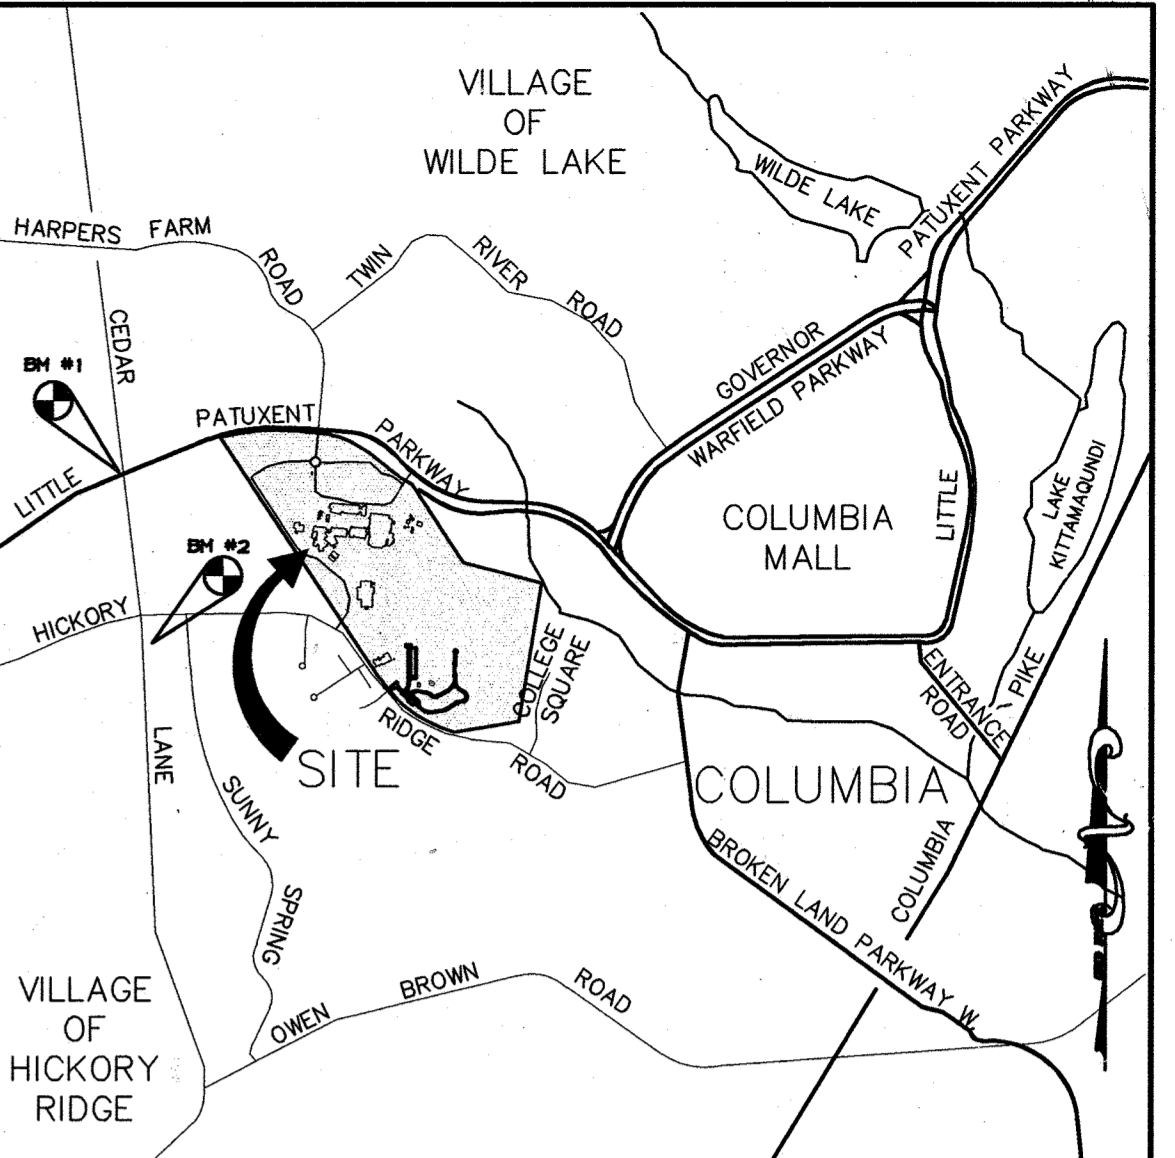 VILLAGE
OF
WILDE LAKE
WILDE LAKE
PATUXENT PARKWAY
HARPERS FARM
ROAD
TWIN
RIVER
ROAD
CEDAR
BM #1
PATUXENT
PARKWAY
LITTLE
GOVERNOR
WARFIELD PARKWAY
COLUMBIA
MALL
LITTLE
LAKE
KITTAMAQUNDI
BM #2
HICKORY
COLLEGE
SQUARE
RIDGE
ROAD
SITE
LANE
SUNNY
SPRING
ENTRANCE
ROAD
PIKE
COLUMBIA
COLUMBIA
BROKEN LAND PARKWAY W.
VILLAGE
OF
HICKORY
RIDGE
OWEN
BROWN
ROAD